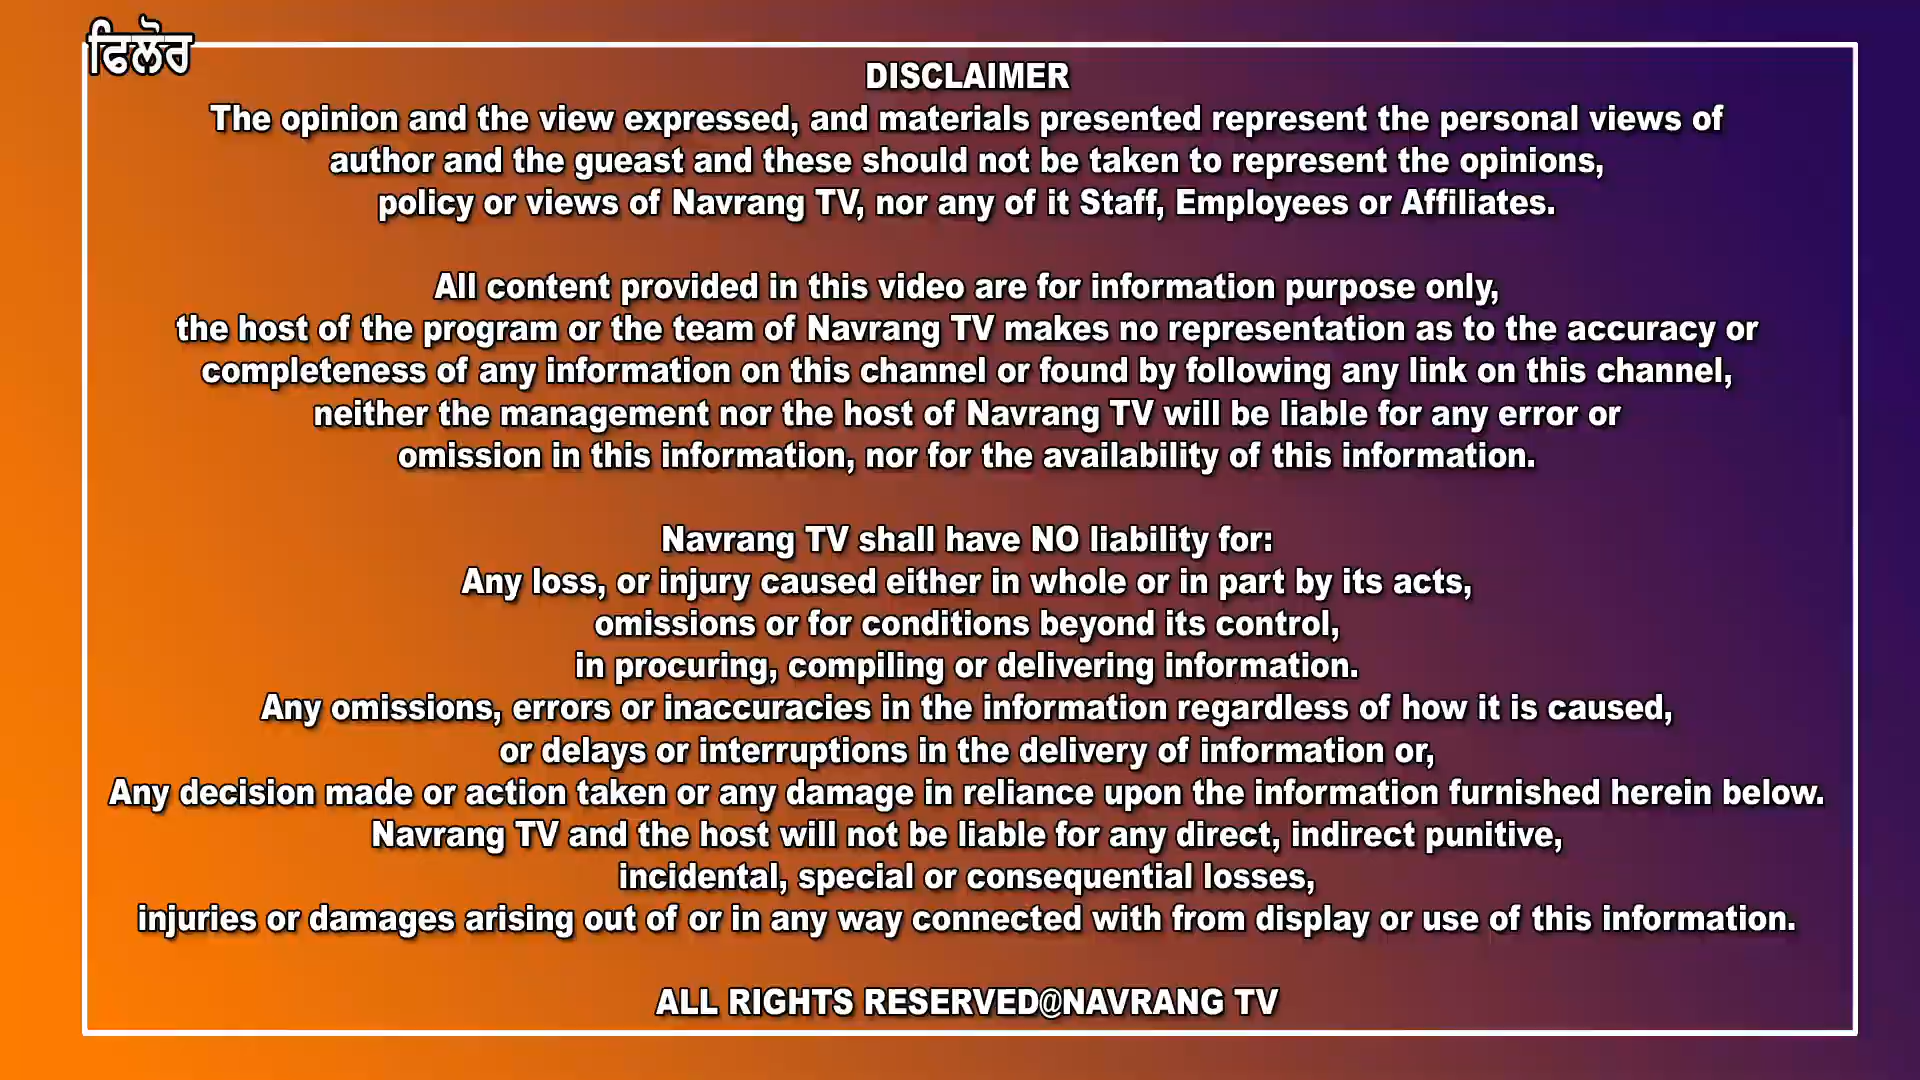 ਫਿਲੋਰ
DISCLAIMER
The opinion and the view expressed, and materials presented represent the personal views of
author and the gueast and these should not be taken to represent the opinions,
policy or views of Navrang TV, nor any of it Staff, Employees or Affiliates.
All content provided in this video are for information purpose only,
the host of the program or the team of Navrang TV makes no representation as to the accuracy or
completeness of any information on this channel or found by following any link on this channel,
neither the management nor the host of Navrang TV will be liable for any error or
omission in this information, nor for the availability of this information.
Navrang TV shall have NO liability for:
Any loss, or injury caused either in whole or in part by its acts,
omissions or for conditions beyond its control,
in procuring, compiling or delivering information.
Any omissions, errors or inaccuracies in the information regardless of how it is caused,
or delays or interruptions in the delivery of information or,
Any decision made or action taken or any damage in reliance upon the information furnished herein below.
Navrang TV and the host will not be liable for any direct, indirect punitive,
incidental, special or consequential losses,
injuries or damages arising out of or in any way connected with from display or use of this information.
ALL RIGHTS RESERVED@NAVRANG TV